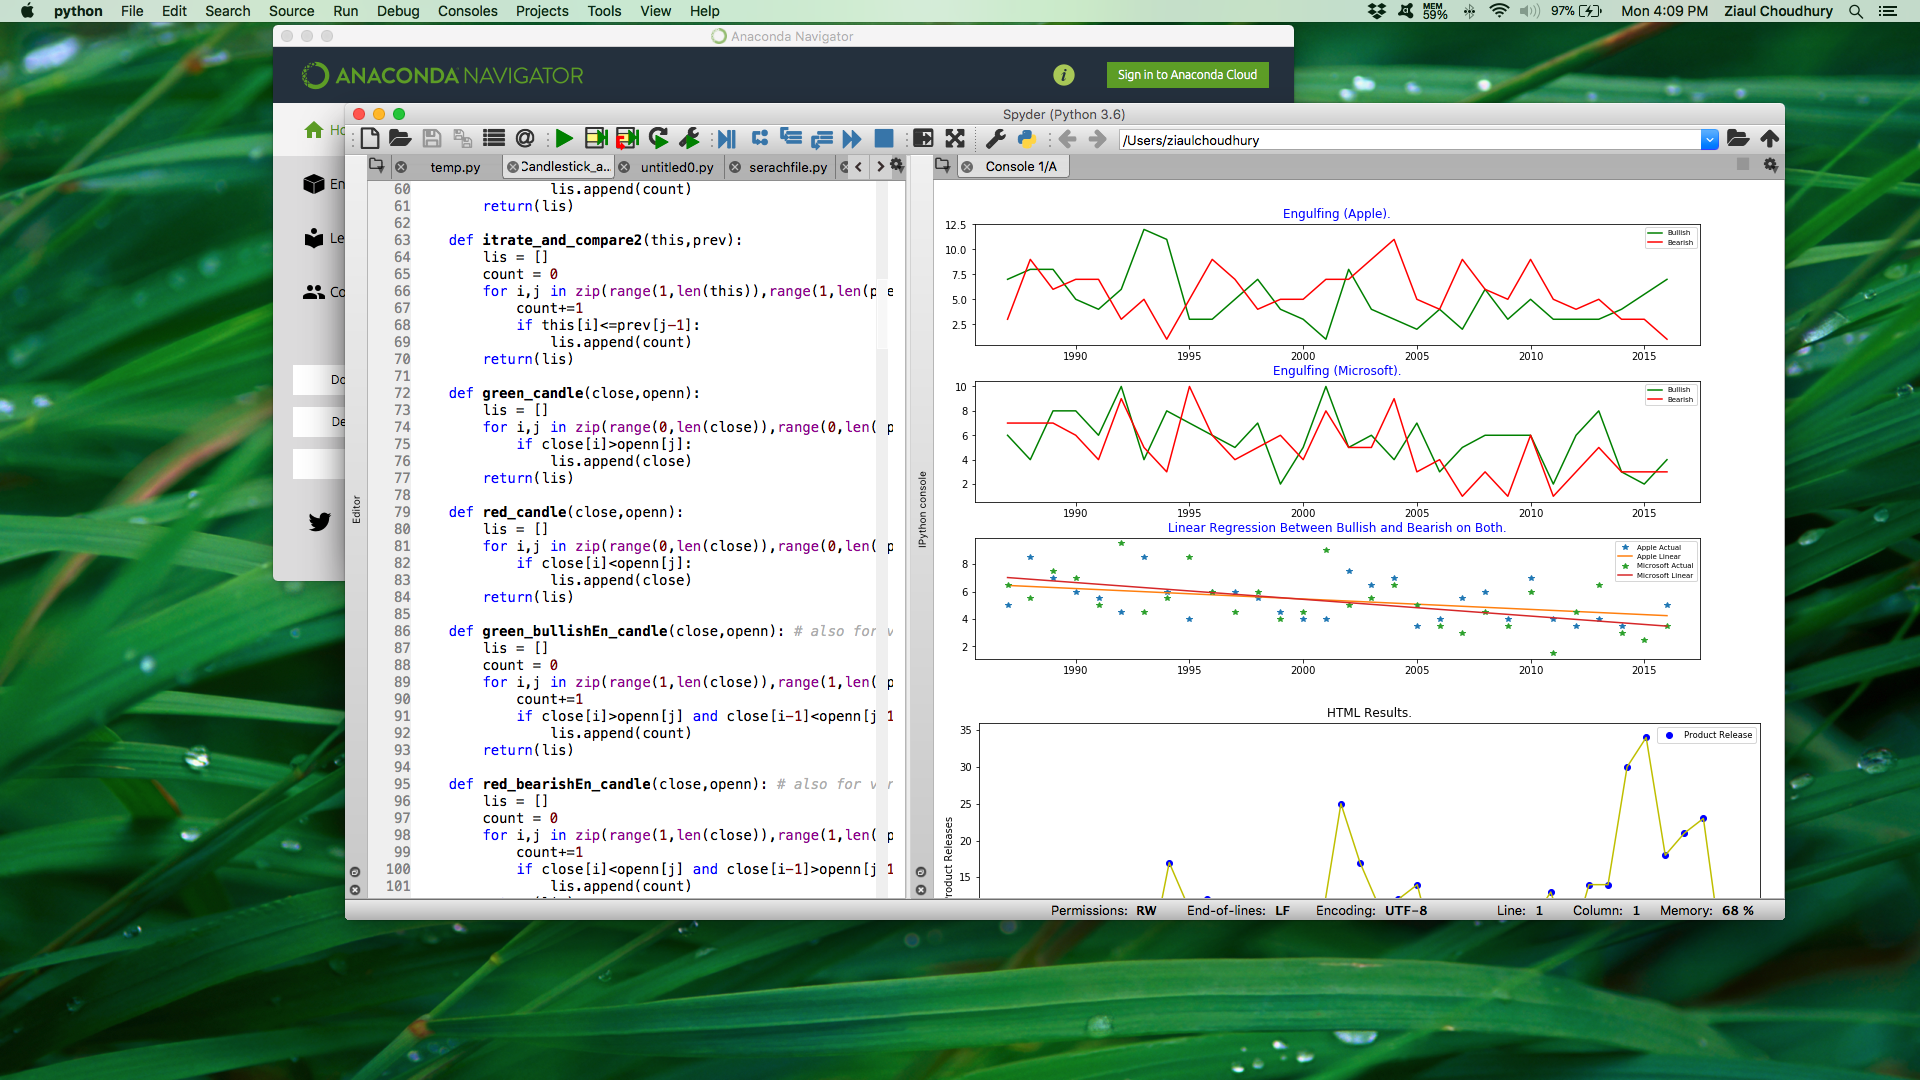 python File Edit Search Source Run Debug Consoles Projects Tools View Help MEM 59% 97% Mon 4:09 PM Ziaul Choudhury
Anaconda Navigator
ANACONDA NAVIGATOR i Sign in to Anaconda Cloud
Spyder (Python 3.6)
/Users/ziaulchoudhury
temp.py Candlestick_a... untitled0.py serachfile.py
Console 1/A
Editor
60 lis.append(count)
61 return(lis)
62
63 def itrate_and_compare2(this,prev):
64 lis = []
65 count = 0
66 for i,j in zip(range(1,len(this)),range(1,len(
67 count+=1
68 if this[i]<=prev[j-1]:
69 lis.append(count)
70 return(lis)
71
72 def green_candle(close,openn):
73 lis = []
74 for i,j in zip(range(0,len(close)),range(0,len(
75 if close[i]>openn[j]:
76 lis.append(close)
77 return(lis)
78
79 def red_candle(close,openn):
80 lis = []
81 for i,j in zip(range(0,len(close)),range(0,len(
82 if close[i]<openn[j]:
83 lis.append(close)
84 return(lis)
85
86 def green_bullishEn_candle(close,openn): # also for
87 lis = []
88 count = 0
89 for i,j in zip(range(1,len(close)),range(1,len(
90 count+=1
91 if close[i]>openn[j] and close[i-1]<openn[j
92 lis.append(count)
93 return(lis)
94
95 def red_bearishEn_candle(close,openn): # also for
96 lis = []
97 count = 0
98 for i,j in zip(range(1,len(close)),range(1,len(
99 count+=1
100 if close[i]<openn[j] and close[i-1]>openn[j
101 lis.append(count)
IPython console
Engulfing (Apple).
12.5
10.0
7.5
5.0
2.5
Bullish
Bearish
1990 1995 2000 2005 2010 2015
Engulfing (Microsoft).
10
8
6
4
2
Bullish
Bearish
1990 1995 2000 2005 2010 2015
Linear Regression Between Bullish and Bearish on Both.
8
6
4
2
Apple Actual
Apple Linear
Microsoft Actual
Microsoft Linear
1990 1995 2000 2005 2010 2015
HTML Results.
35
30
25
20
15
Product Release
Product Releases
Permissions: RW End-of-lines: LF Encoding: UTF-8 Line: 1 Column: 1 Memory: 68 %